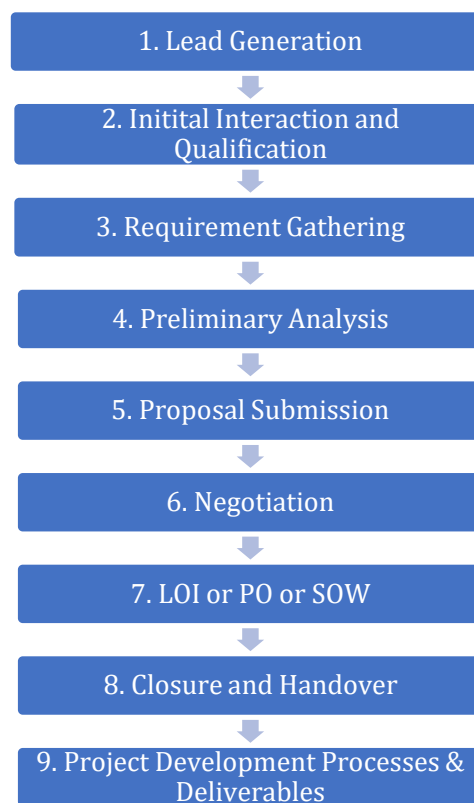 1. Lead Generation
2. Initital Interaction and
Qualification
3. Requirement Gathering
4. Preliminary Analysis
5. Proposal Submission
6. Negotiation
7. LOI or PO or SOW
8. Closure and Handover
9. Project Development Processes &
Deliverables